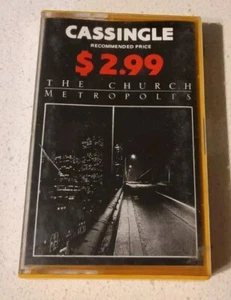 CASSINGLE
RECOMMENDED PRICE
$2.99
THE CHURCH
METROPOLIS